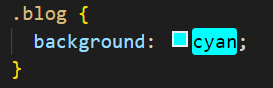 .blog {
background: cyan;
}